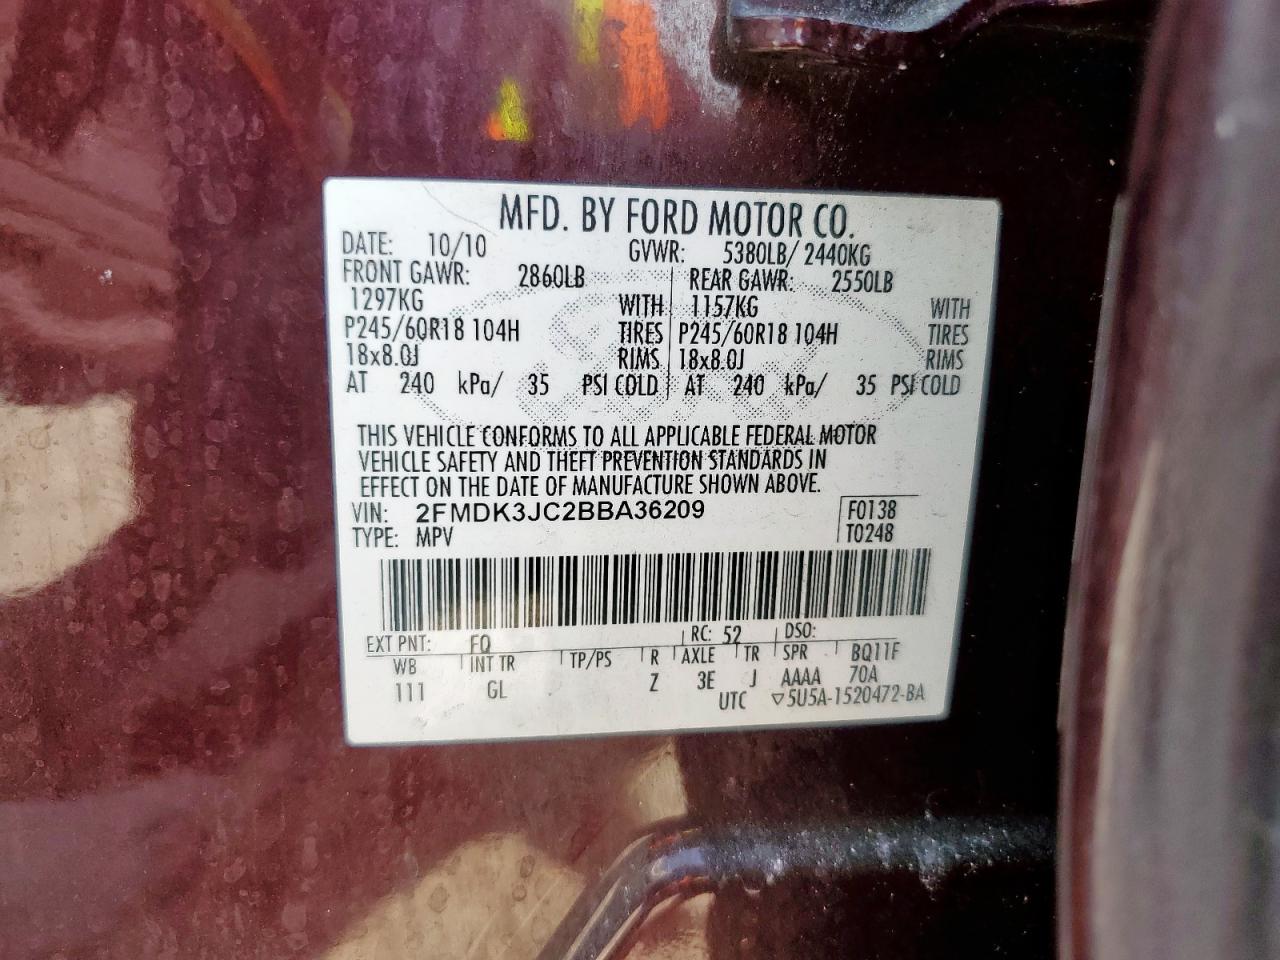 MFD. BY FORD MOTOR CO.
DATE: 10/10 GVWR: 5380LB/ 2440KG
FRONT GAWR: 2860LB REAR GAWR: 2550LB
1297KG WITH 1157KG WITH
P245/60R18 104H TIRES P245/60R18 104H TIRES
18x8.0J RIMS 18x8.0J RIMS
AT 240 kPa/ 35 PSI COLD AT 240 kPa/ 35 PSI COLD
THIS VEHICLE CONFORMS TO ALL APPLICABLE FEDERAL MOTOR
VEHICLE SAFETY AND THEFT PREVENTION STANDARDS IN
EFFECT ON THE DATE OF MANUFACTURE SHOWN ABOVE.
VIN: 2FMDK3JC2BBA36209 F0138
TYPE: MPV T0248
EXT PNT: FQ RC: 52 DSO:
WB INT TR TP/PS R AXLE TR SPR BQ11F
111 GL Z 3E J AAAA 70A
UTC ▽5U5A-1520472-BA